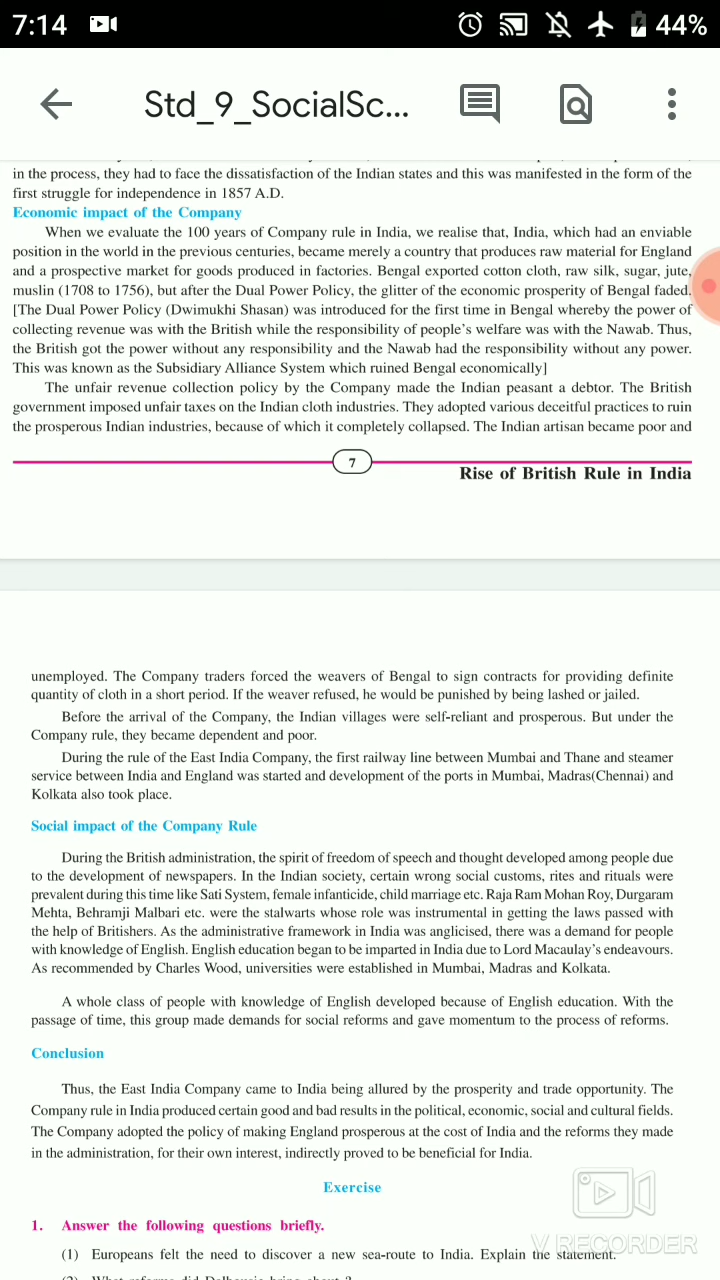 7:14
44%
Std_9_SocialSc...
in the process, they had to face the dissatisfaction of the Indian states and this was manifested in the form of the
first struggle for independence in 1857 A.D.
Economic impact of the Company
When we evaluate the 100 years of Company rule in India, we realise that, India, which had an enviable
position in the world in the previous centuries, became merely a country that produces raw material for England
and a prospective market for goods produced in factories. Bengal exported cotton cloth, raw silk, sugar, jute,
muslin (1708 to 1756), but after the Dual Power Policy, the glitter of the economic prosperity of Bengal faded.
[The Dual Power Policy (Dwimukhi Shasan) was introduced for the first time in Bengal whereby the power of
collecting revenue was with the British while the responsibility of people's welfare was with the Nawab. Thus,
the British got the power without any responsibility and the Nawab had the responsibility without any power.
This was known as the Subsidiary Alliance System which ruined Bengal economically]
The unfair revenue collection policy by the Company made the Indian peasant a debtor. The British
government imposed unfair taxes on the Indian cloth industries. They adopted various deceitful practices to ruin
the prosperous Indian industries, because of which it completely collapsed. The Indian artisan became poor and
7
Rise of British Rule in India
unemployed. The Company traders forced the weavers of Bengal to sign contracts for providing definite
quantity of cloth in a short period. If the weaver refused, he would be punished by being lashed or jailed.
Before the arrival of the Company, the Indian villages were self-reliant and prosperous. But under the
Company rule, they became dependent and poor.
During the rule of the East India Company, the first railway line between Mumbai and Thane and steamer
service between India and England was started and development of the ports in Mumbai, Madras(Chennai) and
Kolkata also took place.
Social impact of the Company Rule
During the British administration, the spirit of freedom of speech and thought developed among people due
to the development of newspapers. In the Indian society, certain wrong social customs, rites and rituals were
prevalent during this time like Sati System, female infanticide, child marriage etc. Raja Ram Mohan Roy, Durgaram
Mehta, Behramji Malbari etc. were the stalwarts whose role was instrumental in getting the laws passed with
the help of Britishers. As the administrative framework in India was anglicised, there was a demand for people
with knowledge of English. English education began to be imparted in India due to Lord Macaulay's endeavours.
As recommended by Charles Wood, universities were established in Mumbai, Madras and Kolkata.
A whole class of people with knowledge of English developed because of English education. With the
passage of time, this group made demands for social reforms and gave momentum to the process of reforms.
Conclusion
Thus, the East India Company came to India being allured by the prosperity and trade opportunity. The
Company rule in India produced certain good and bad results in the political, economic, social and cultural fields.
The Company adopted the policy of making England prosperous at the cost of India and the reforms they made
in the administration, for their own interest, indirectly proved to be beneficial for India.
Exercise
1. Answer the following questions briefly.
(1) Europeans felt the need to discover a new sea-route to India. Explain the statement.
V RECORDER